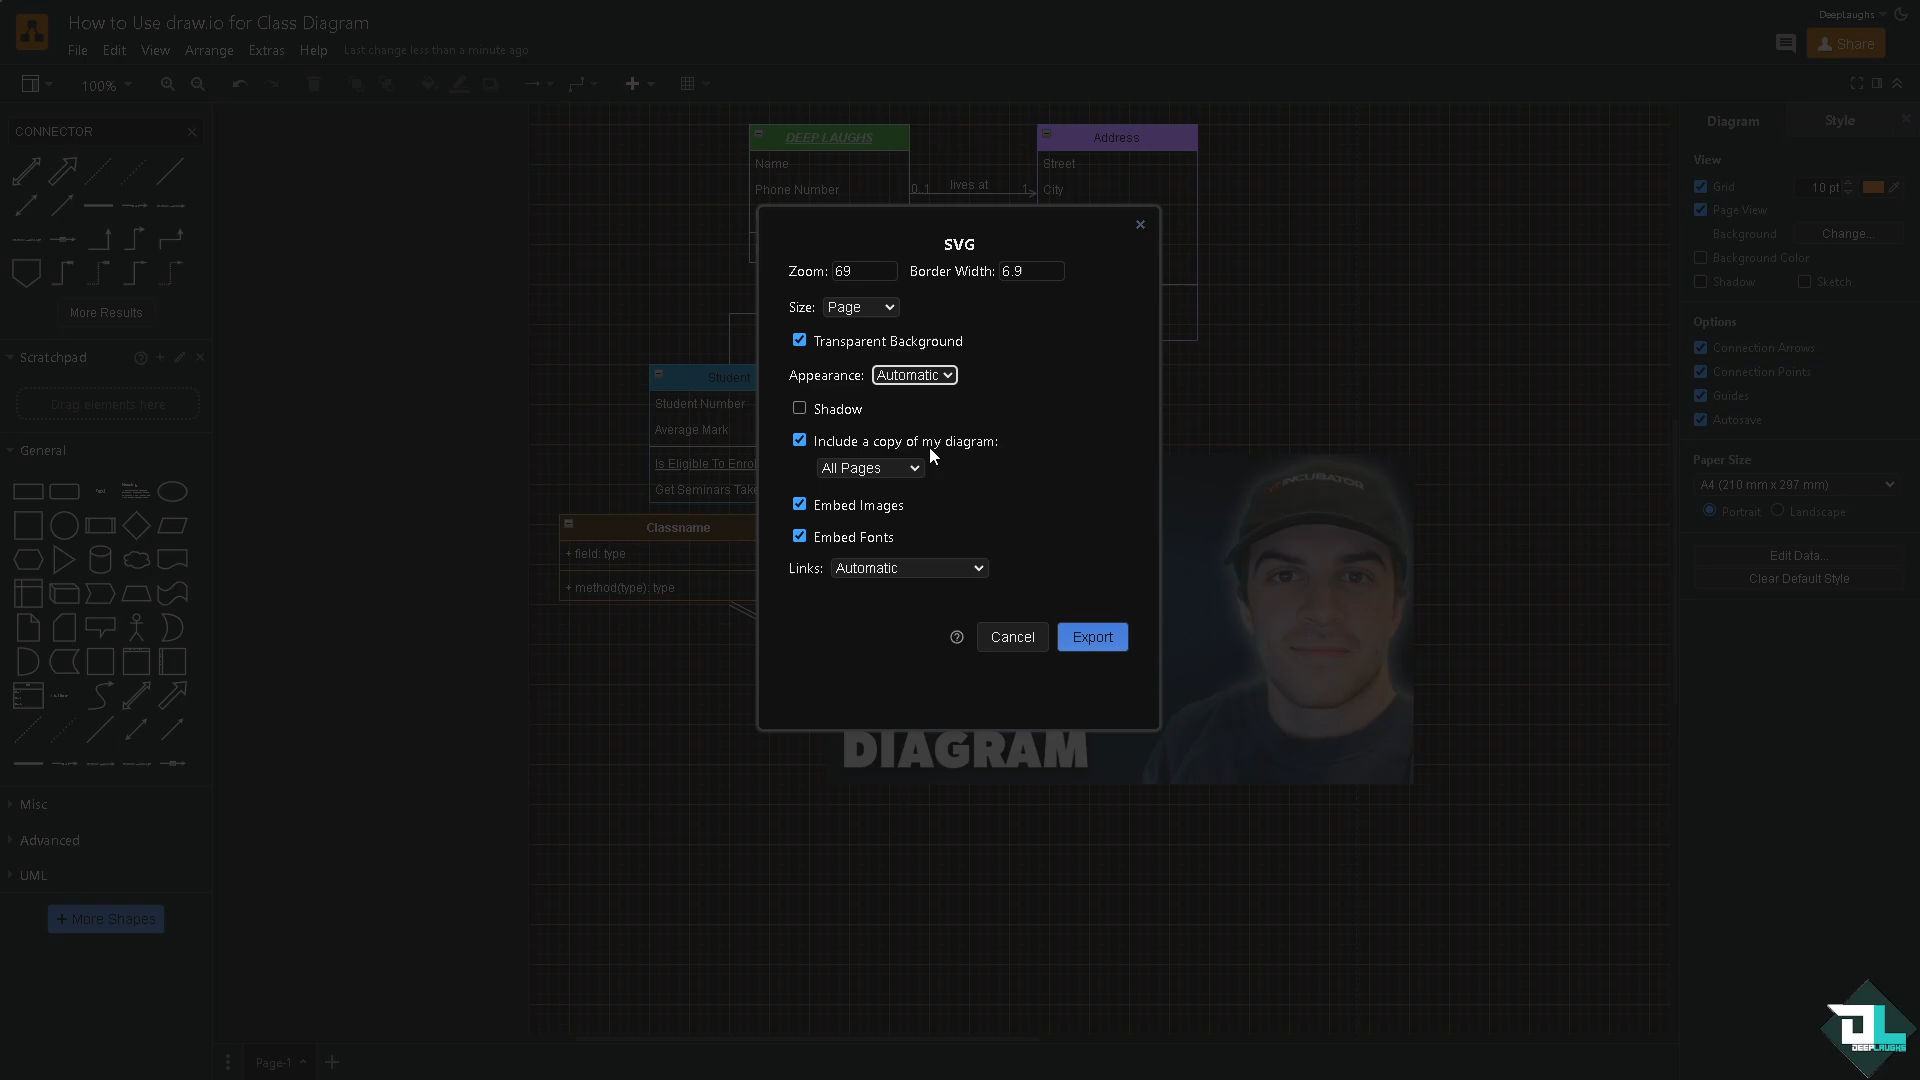 How to Use draw.io for Class Diagram
DeepLaughs
File Edit View Arrange Extras Help Last change less than a minute ago
Share
100%
CONNECTOR
More Results
Scratchpad
Drag elements here
General
Misc
Advanced
UML
+ More Shapes
DEEP LAUGHS
Name
Phone Number
0..1 lives at 1
Address
Street
City
Student
Student Number
Average Mark
Is Eligible To Enrol
Get Seminars Take
Classname
+ field: type
+ method(type): type
SVG
Zoom: 69 Border Width: 6.9
Size: Page
Transparent Background
Appearance: Automatic
Shadow
Include a copy of my diagram:
All Pages
Embed Images
Embed Fonts
Links: Automatic
Cancel Export
INCUBATOR
DIAGRAM
Diagram Style
View
Grid 10 pt
Page View
Background Change...
Background Color
Shadow Sketch
Options
Connection Arrows
Connection Points
Guides
Autosave
Paper Size
A4 (210 mm x 297 mm)
Portrait Landscape
Edit Data...
Clear Default Style
Page-1
DL
DEEPLAUGHS